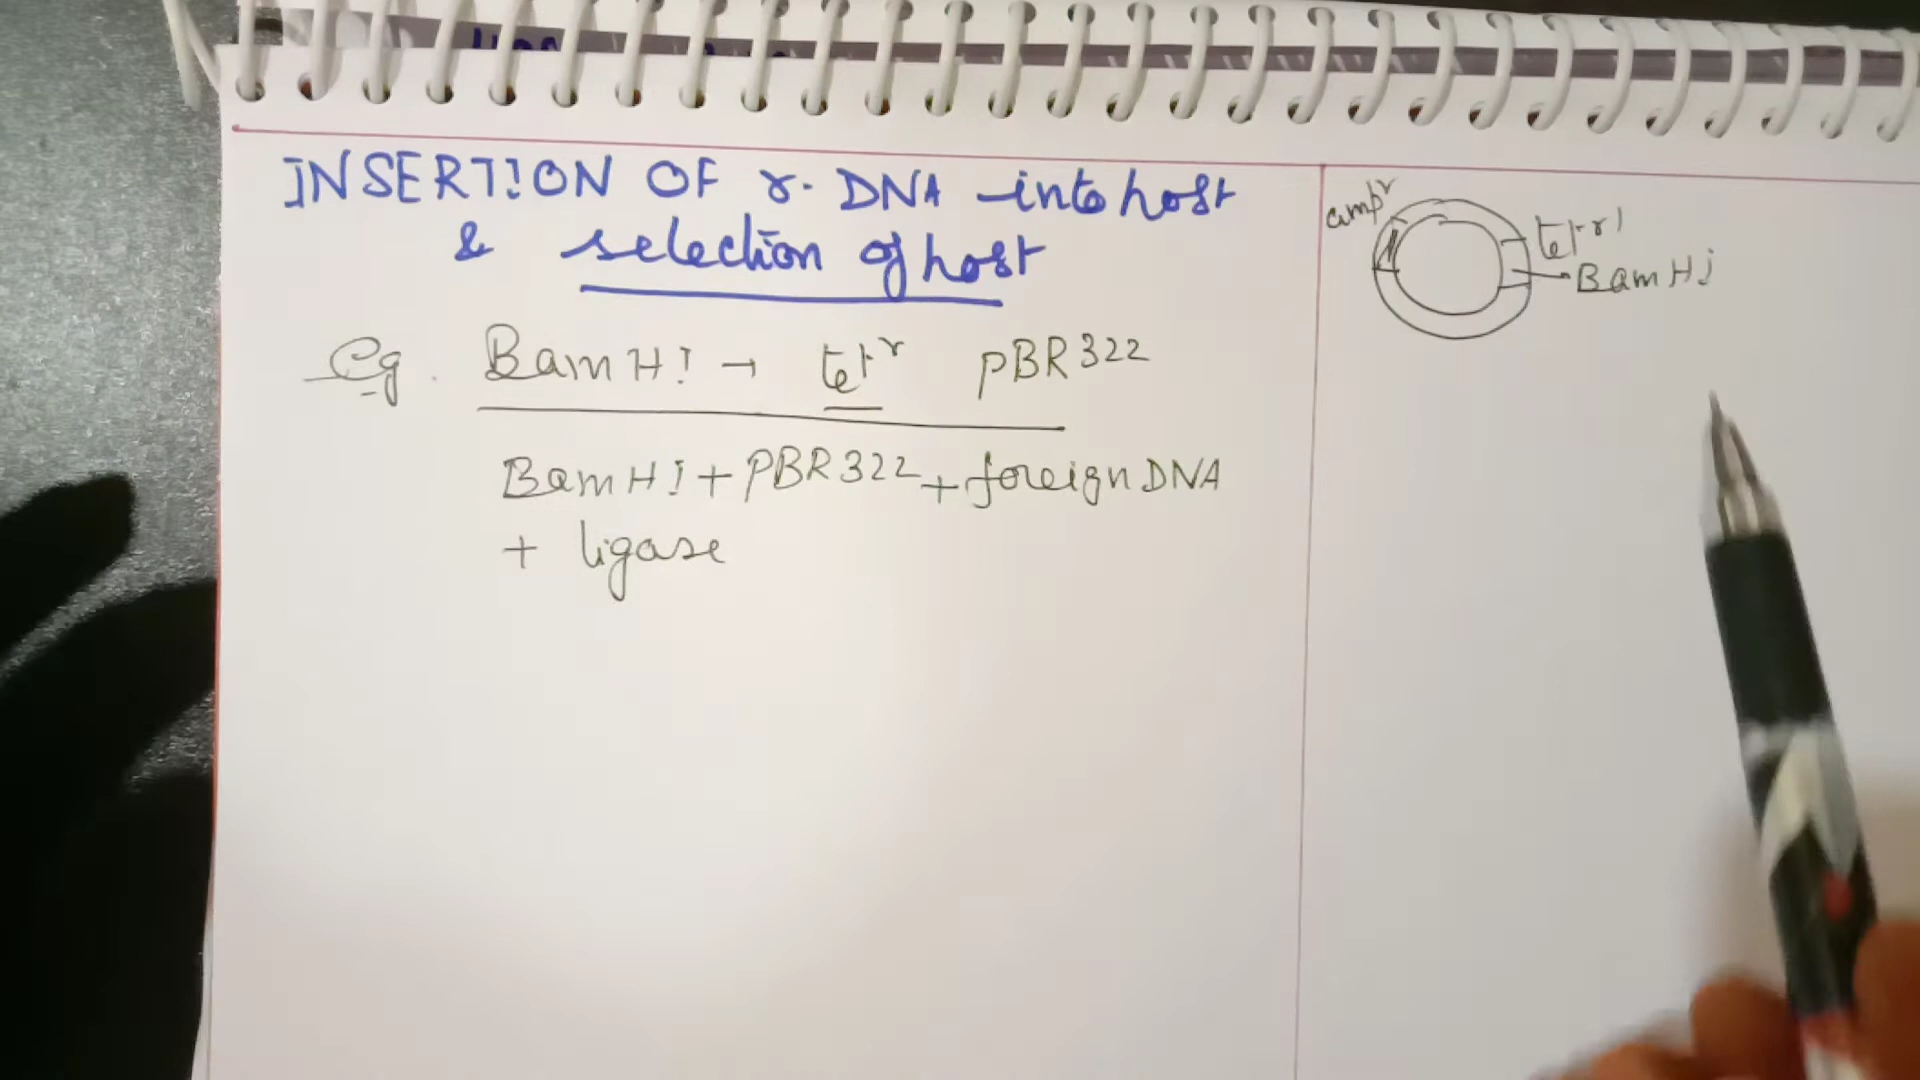 INSERTION OF r. DNA into host
& selection of host
Eg. BamHI → tetʳ PBR322
BamHI + PBR322 + foreign DNA
+ ligase
ampʳ
tetʳ
BamHI